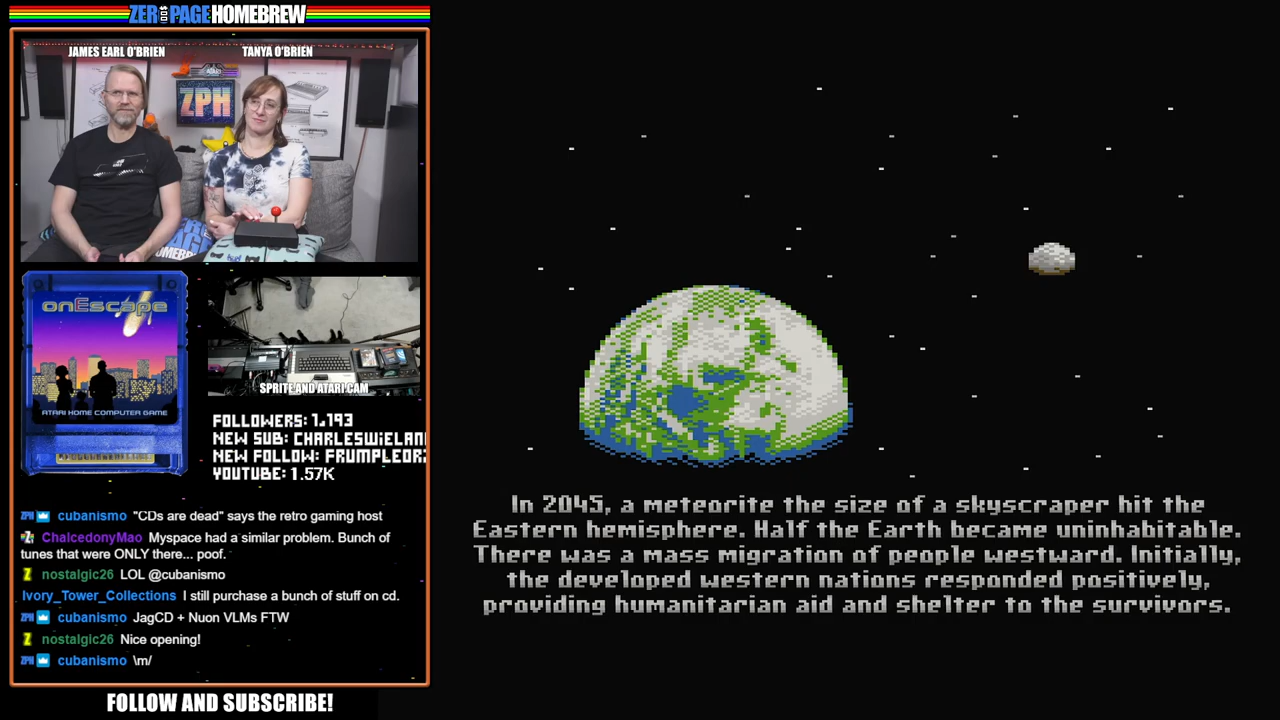 ZER PAGE HOMEBREW
JAMES EARL O'BRIEN
TANYA O'BRIEN
ATARI
ZPH
onEscape
ATARI HOME COMPUTER GAME
SPRITE AND ATARI CAM
FOLLOWERS: 1,193
NEW SUB: CHARLESWIELAN
NEW FOLLOW: FRUMPLEOR
YOUTUBE: 1.57K
ZPH cubanismo "CDs are dead" says the retro gaming host
ChalcedonyMao Myspace had a similar problem. Bunch of
tunes that were ONLY there... poof.
Z nostalgic26 LOL @cubanismo
Ivory_Tower_Collections I still purchase a bunch of stuff on cd.
ZPH cubanismo JagCD + Nuon VLMs FTW
Z nostalgic26 Nice opening!
ZPH cubanismo \m/
FOLLOW AND SUBSCRIBE!
In 2045, a meteorite the size of a skyscraper hit the
Eastern hemisphere. Half the Earth became uninhabitable.
There was a mass migration of people westward. Initially,
the developed western nations responded positively,
providing humanitarian aid and shelter to the survivors.